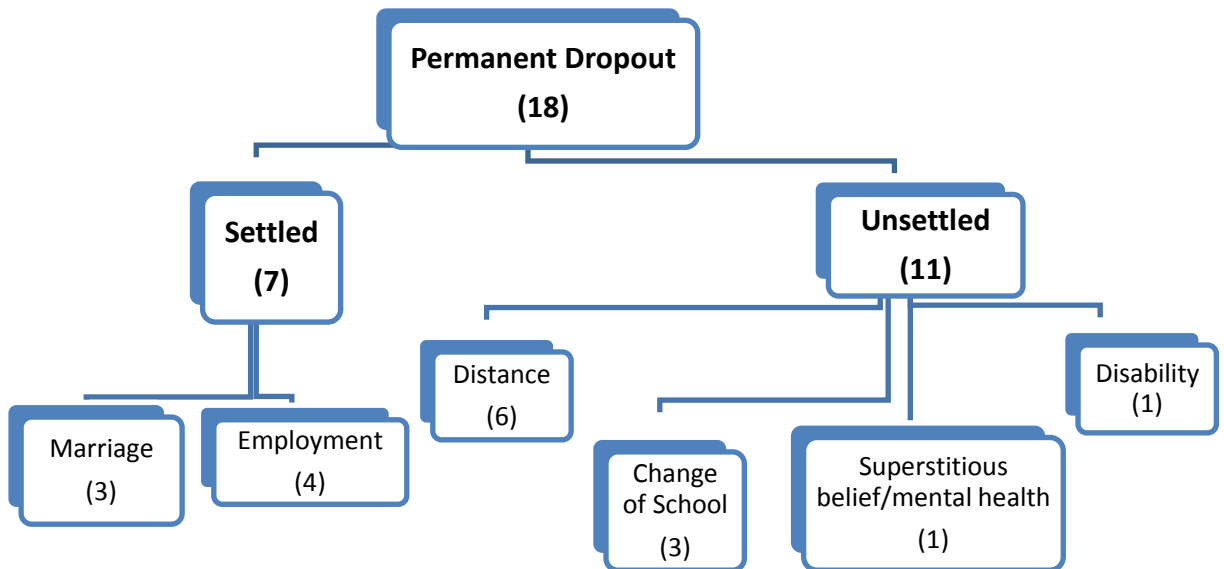 Permanent Dropout
(18)
Settled
(7)
Unsettled
(11)
Marriage
(3)
Employment
(4)
Distance
(6)
Change
of School
(3)
Superstitious
belief/mental health
(1)
Disability
(1)